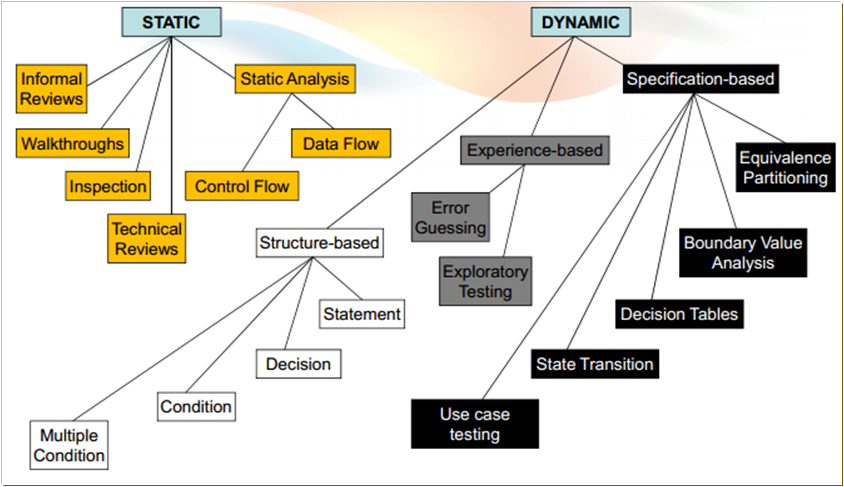 STATIC
DYNAMIC
Informal
Reviews
Static Analysis
Specification-based
Walkthroughs
Data Flow
Experience-based
Equivalence
Partitioning
Inspection
Control Flow
Error
Guessing
Technical
Reviews
Structure-based
Boundary Value
Analysis
Exploratory
Testing
Statement
Decision Tables
Decision
State Transition
Condition
Use case
testing
Multiple
Condition